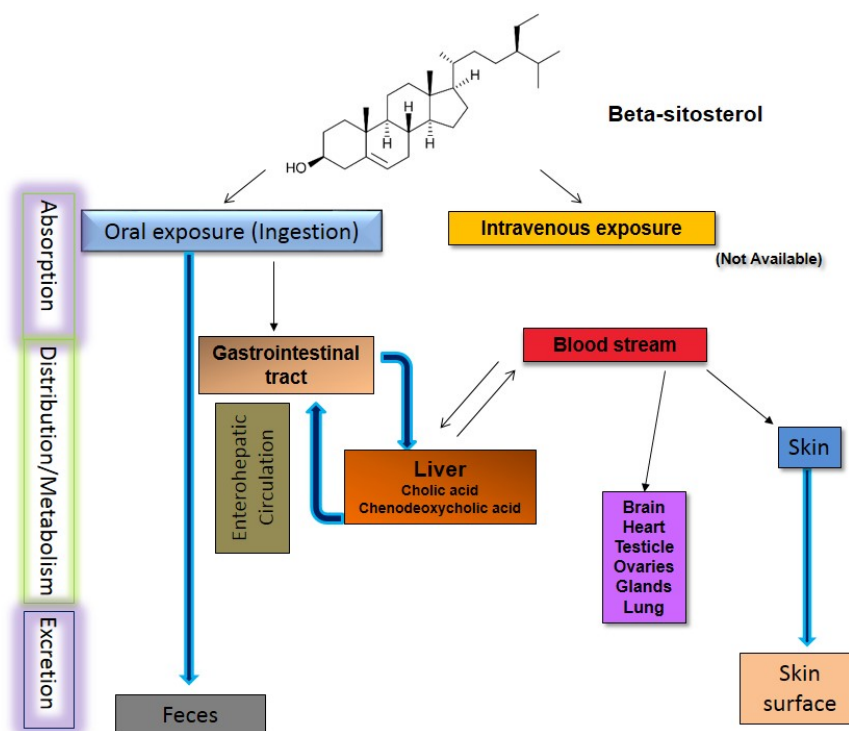 H
H
H
H
HO
Beta-sitosterol
Absorption
Oral exposure (Ingestion)
Intravenous exposure
(Not Available)
Distribution/Metabolism
Gastrointestinal
tract
Blood stream
Enterohepatic
Circulation
Liver
Cholic acid
Chenodeoxycholic acid
Skin
Brain
Heart
Testicle
Ovaries
Glands
Lung
Excretion
Feces
Skin
surface